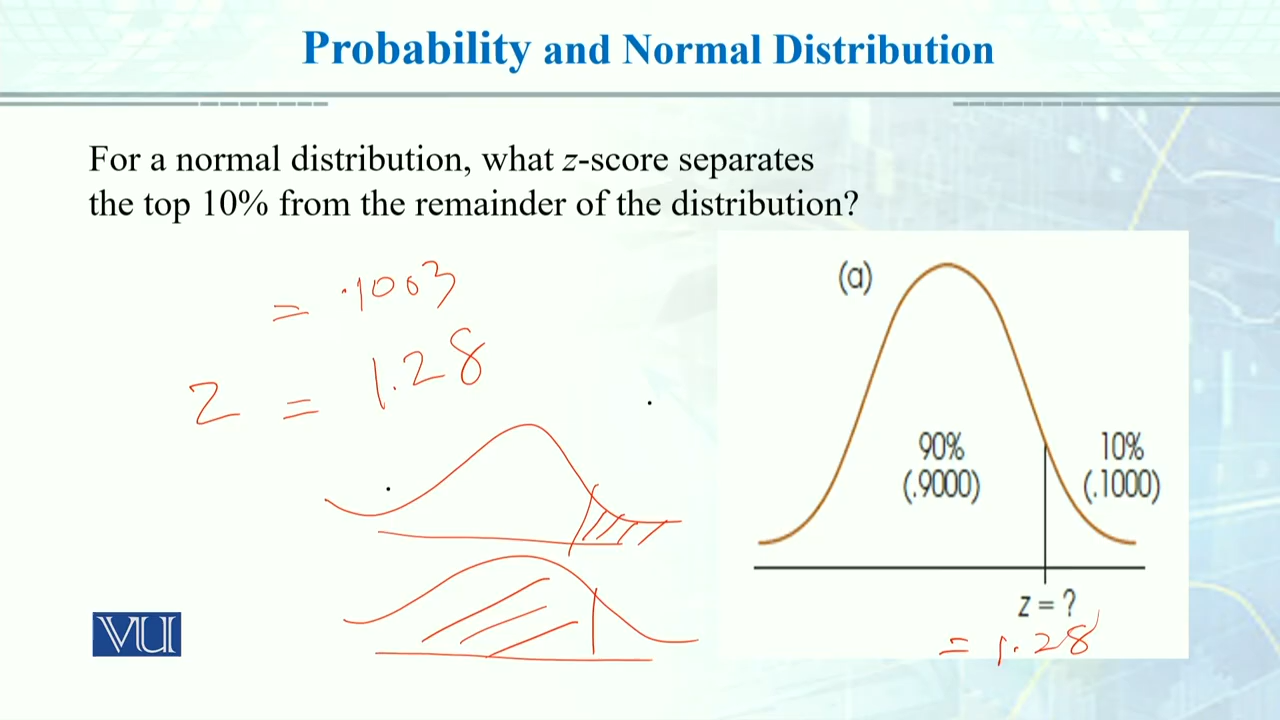 Probability and Normal Distribution
For a normal distribution, what z-score separates
the top 10% from the remainder of the distribution?
= .1003
z = 1.28
(a)
90%
(.9000)
10%
(.1000)
z = ?
= 1.28
VU